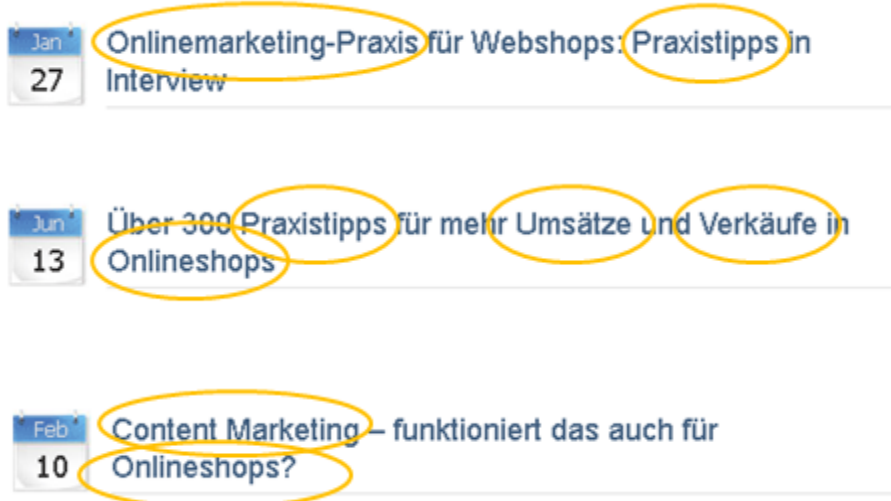 Jan
27
Onlinemarketing-Praxis für Webshops: Praxistipps in
Interview
Jun
13
Über 300 Praxistipps für mehr Umsätze und Verkäufe in
Onlineshops
Feb
10
Content Marketing – funktioniert das auch für
Onlineshops?